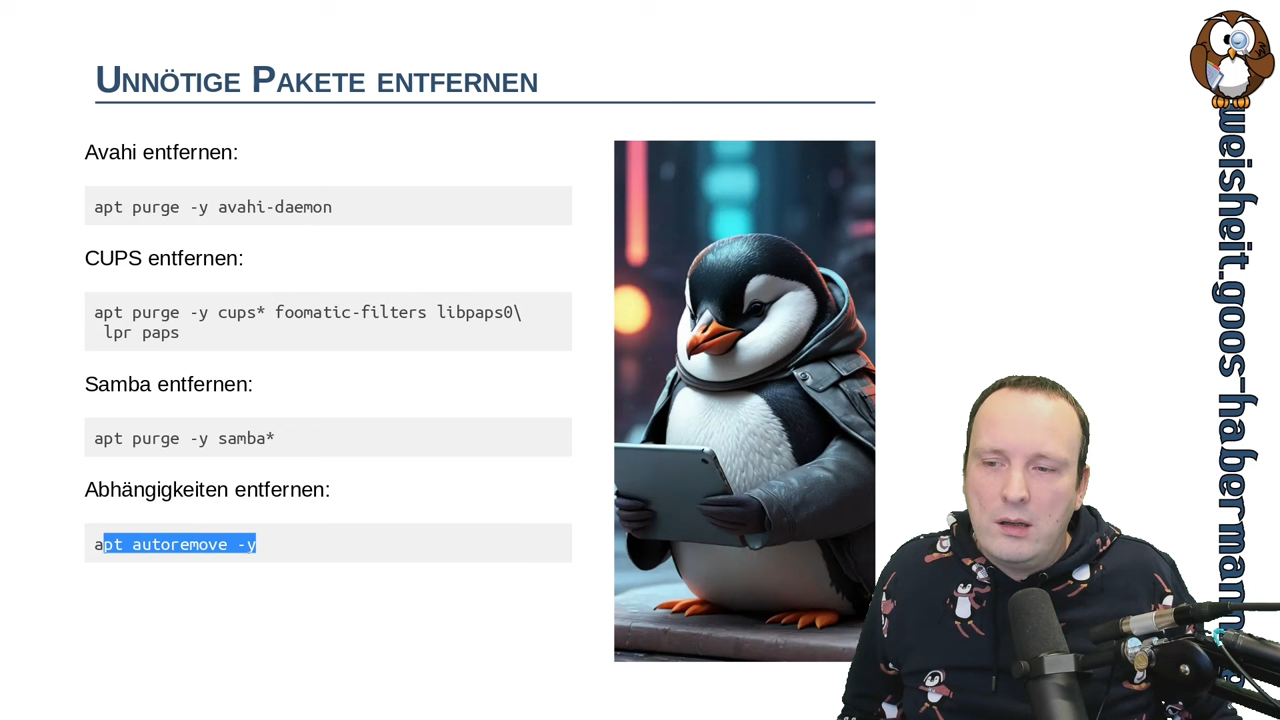 Unnötige Pakete entfernen
Avahi entfernen:
apt purge -y avahi-daemon
CUPS entfernen:
apt purge -y cups* foomatic-filters libpaps0\
lpr paps
Samba entfernen:
apt purge -y samba*
Abhängigkeiten entfernen:
apt autoremove -y
weisheit.goos-habermann.